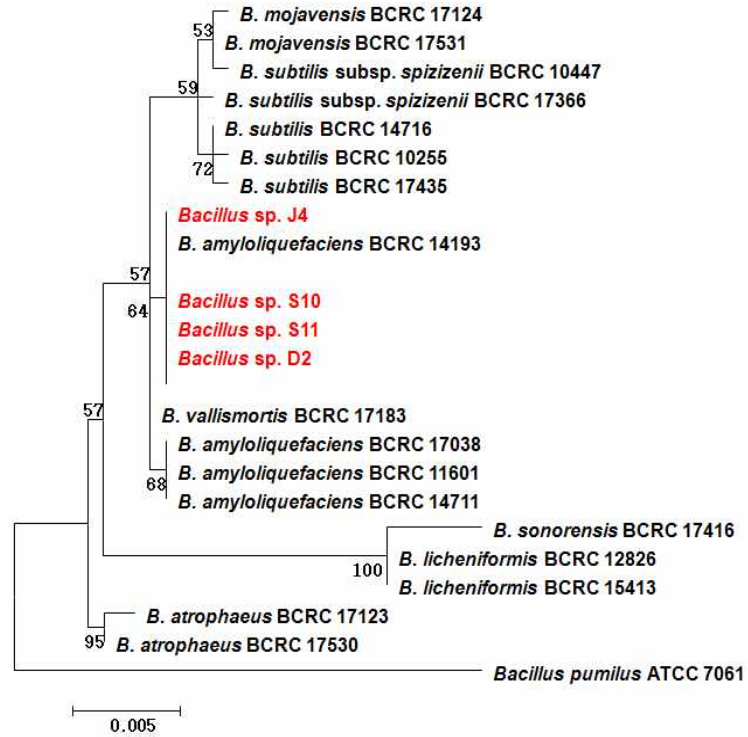 B. mojavensis BCRC 17124
53
B. mojavensis BCRC 17531
B. subtilis subsp. spizizenii BCRC 10447
59
B. subtilis subsp. spizizenii BCRC 17366
B. subtilis BCRC 14716
B. subtilis BCRC 10255
72
B. subtilis BCRC 17435
Bacillus sp. J4
B. amyloliquefaciens BCRC 14193
57
Bacillus sp. S10
64
Bacillus sp. S11
Bacillus sp. D2
57
B. vallismortis BCRC 17183
B. amyloliquefaciens BCRC 17038
B. amyloliquefaciens BCRC 11601
68
B. amyloliquefaciens BCRC 14711
B. sonorensis BCRC 17416
B. licheniformis BCRC 12826
100
B. licheniformis BCRC 15413
B. atrophaeus BCRC 17123
95
B. atrophaeus BCRC 17530
Bacillus pumilus ATCC 7061
0.005